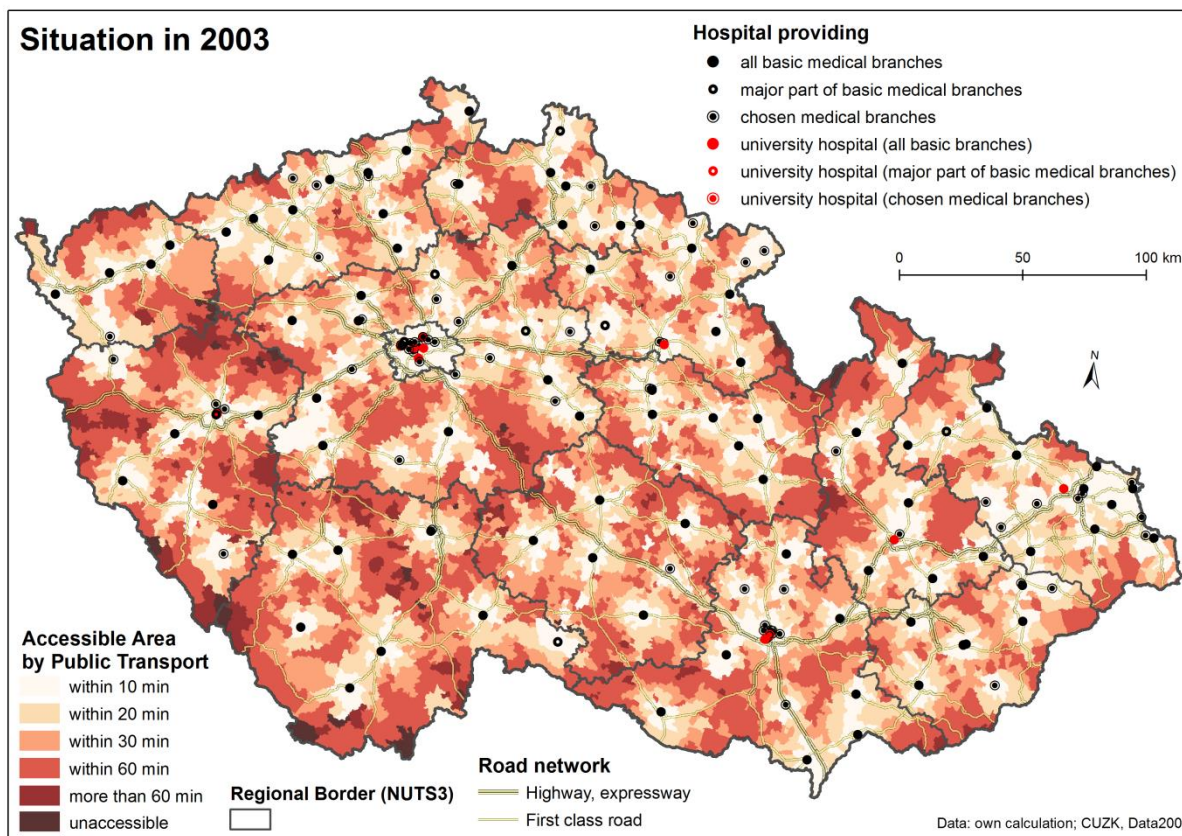 Situation in 2003
Hospital providing
all basic medical branches
major part of basic medical branches
chosen medical branches
university hospital (all basic branches)
university hospital (major part of basic medical branches)
university hospital (chosen medical branches)
0 50 100 km
N
Accessible Area
by Public Transport
within 10 min
within 20 min
within 30 min
within 60 min
more than 60 min
unaccessible
Regional Border (NUTS3)
Road network
Highway, expressway
First class road
Data: own calculation; CUZK, Data200